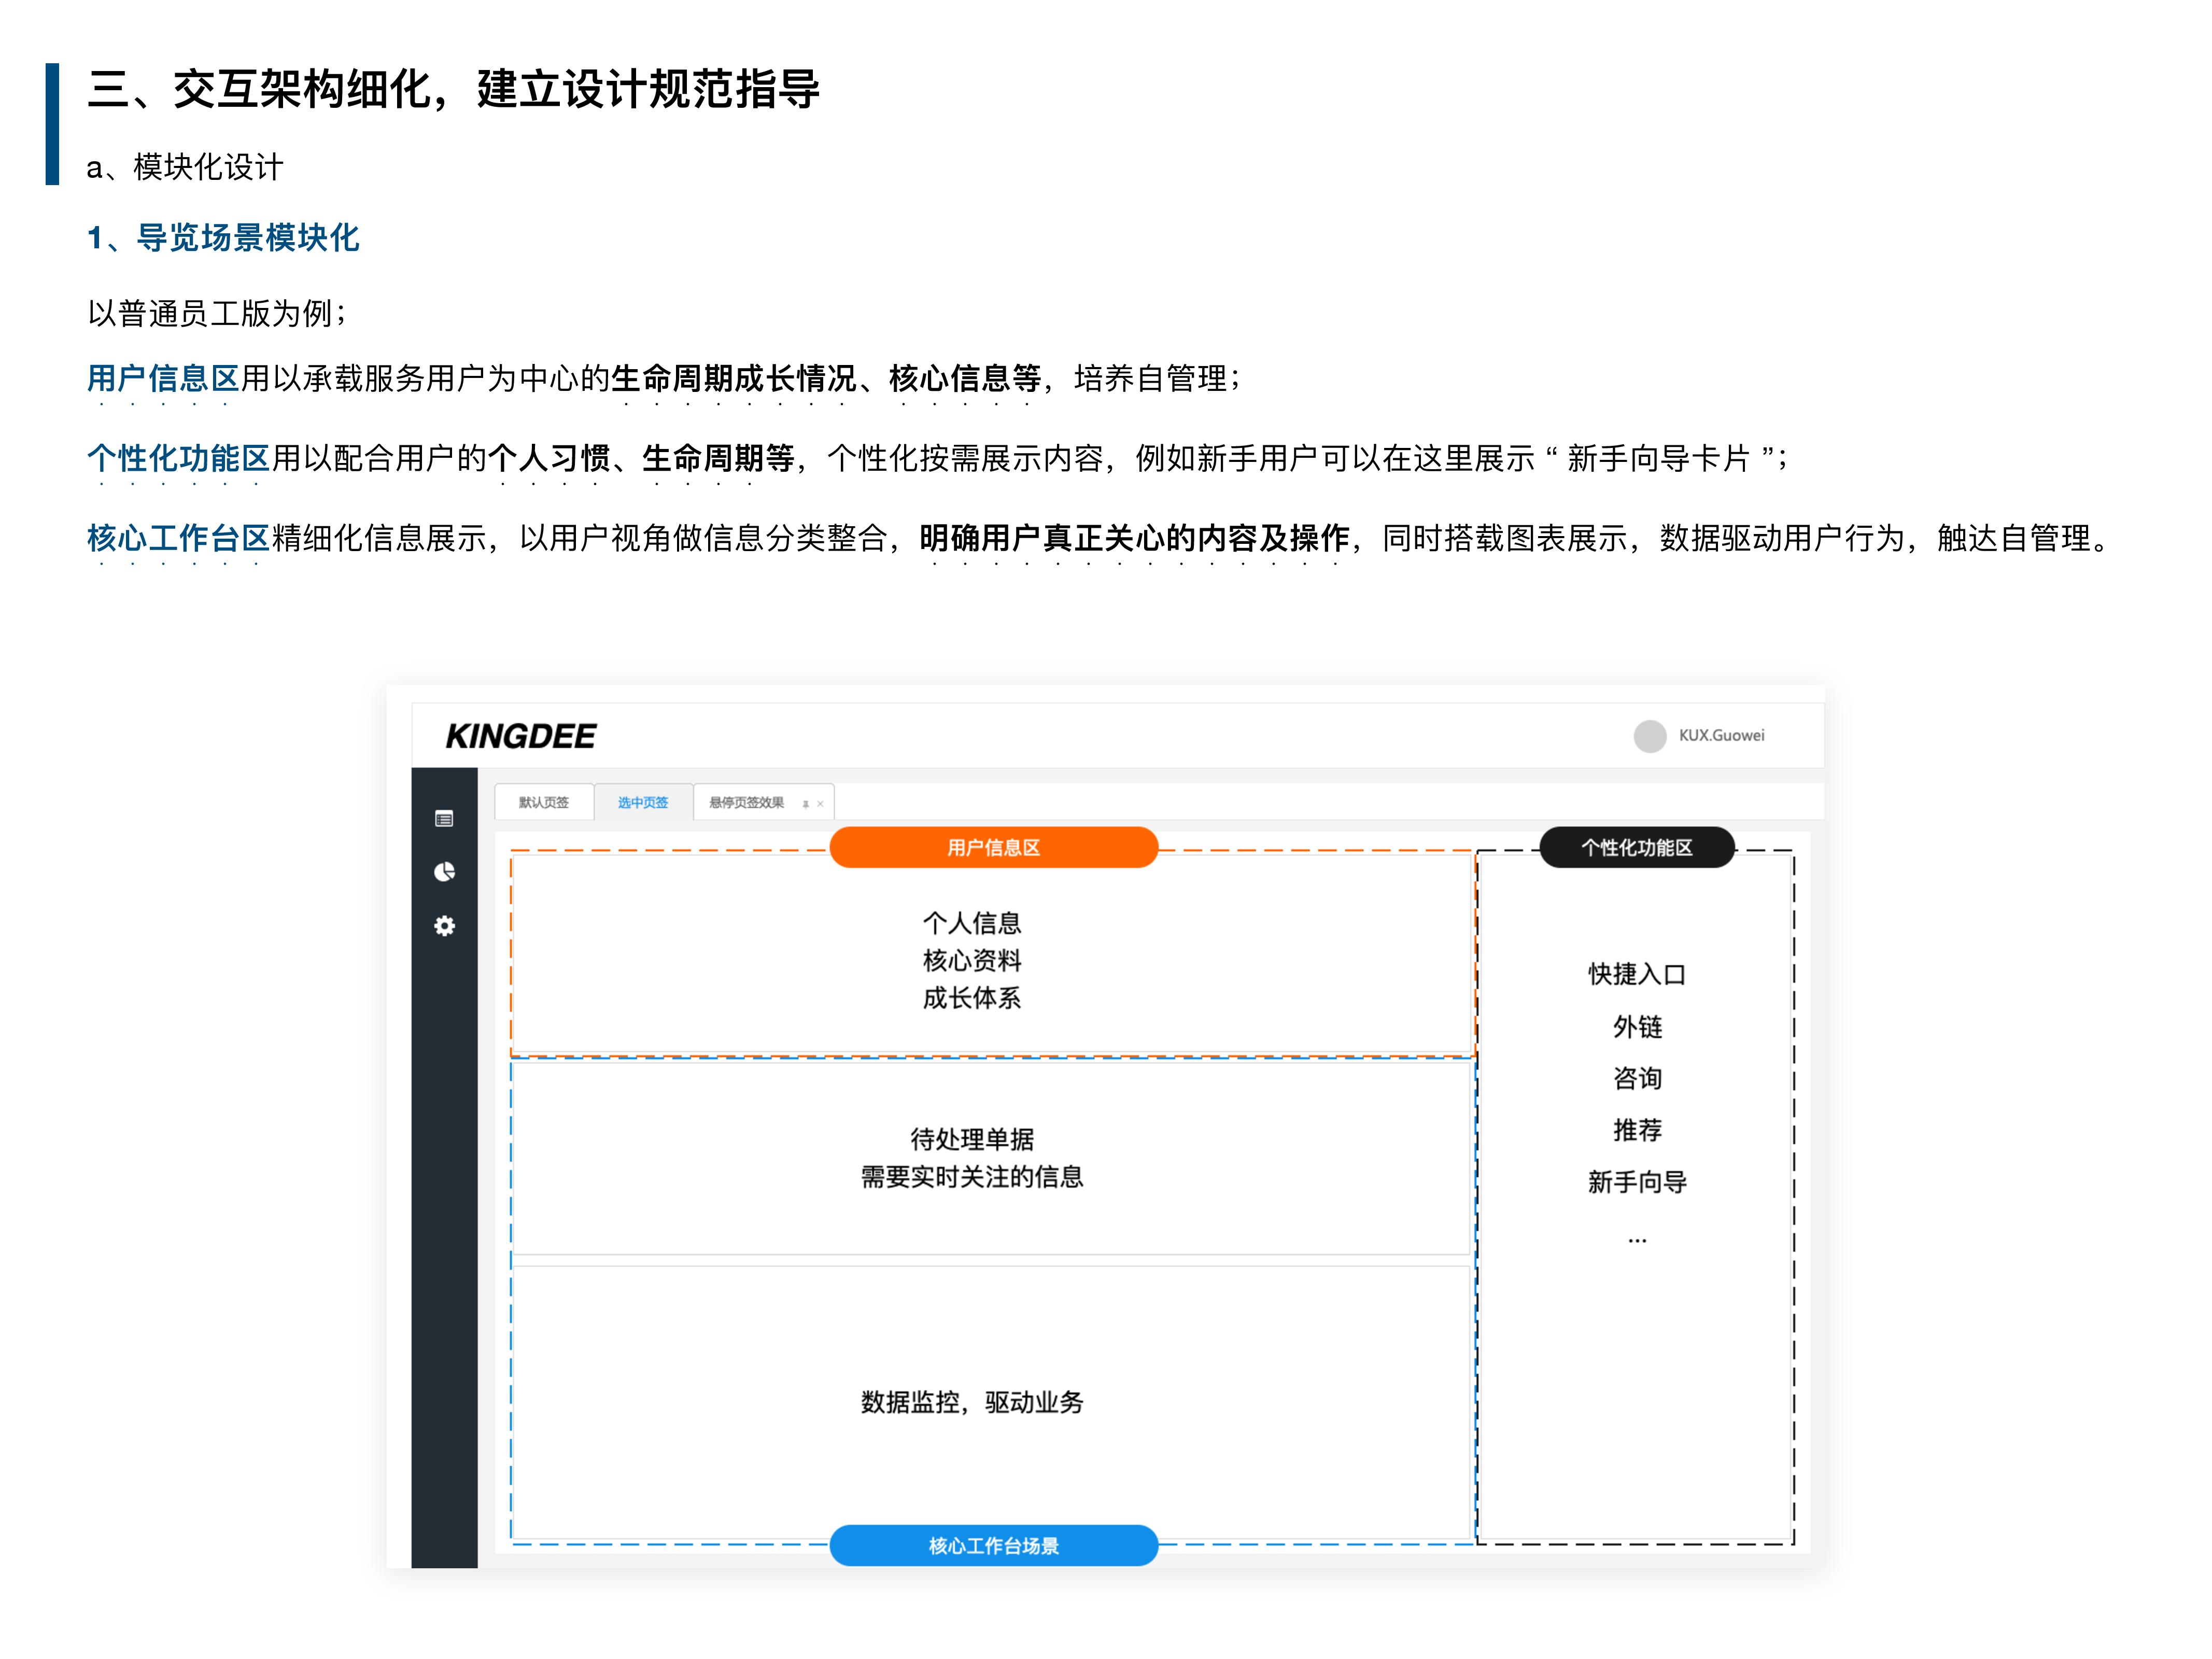 三、交互架构细化，建立设计规范指导
a、模块化设计
1、导览场景模块化
以普通员工版为例；
用户信息区用以承载服务用户为中心的生命周期成长情况、核心信息等，培养自管理；
个性化功能区用以配合用户的个人习惯、生命周期等，个性化按需展示内容，例如新手用户可以在这里展示 “ 新手向导卡片 ”；
核心工作台区精细化信息展示，以用户视角做信息分类整合，明确用户真正关心的内容及操作，同时搭载图表展示，数据驱动用户行为，触达自管理。
KINGDEE
KUX.Guowei
默认页签
选中页签
悬停页签效果
用户信息区
个人信息
核心资料
成长体系
待处理单据
需要实时关注的信息
数据监控，驱动业务
核心工作台场景
个性化功能区
快捷入口
外链
咨询
推荐
新手向导
...